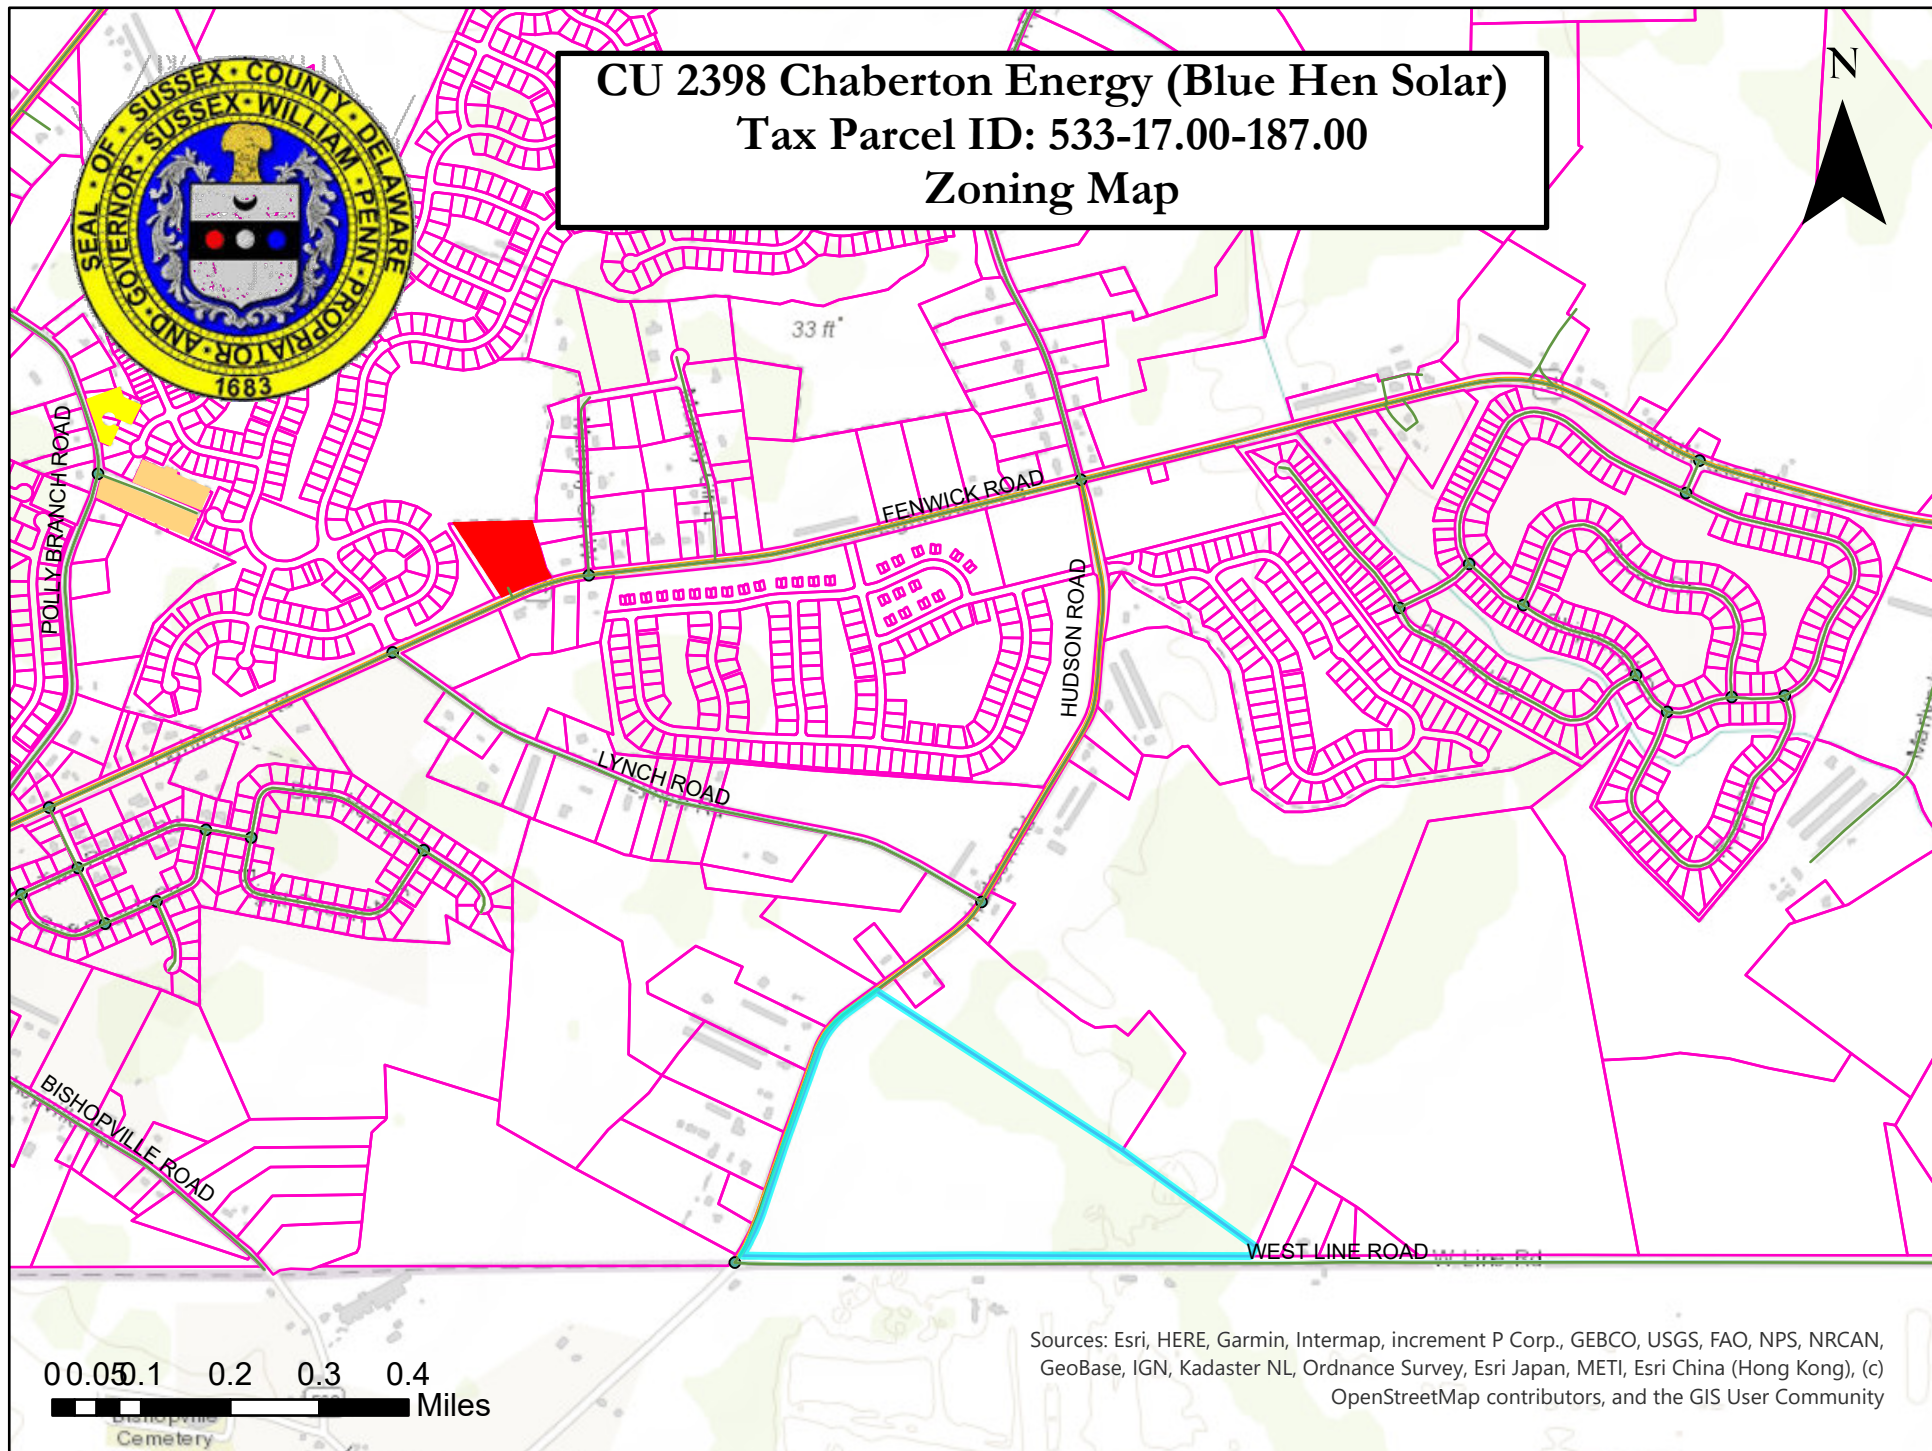 CU 2398 Chaberton Energy (Blue Hen Solar)
Tax Parcel ID: 533-17.00-187.00
Zoning Map
N
SEAL · OF · SUSSEX · COUNTY · DELAWARE
GOVERNOR · SUSSEX · WILLIAM · PENN · PROPRIATOR · AND
1683
33 ft
POLLYBRANCH ROAD
FENWICK ROAD
HUDSON ROAD
LYNCH ROAD
BISHOPVILLE ROAD
WEST LINE ROAD
W Line Rd
Sources: Esri, HERE, Garmin, Intermap, increment P Corp., GEBCO, USGS, FAO, NPS, NRCAN,
GeoBase, IGN, Kadaster NL, Ordnance Survey, Esri Japan, METI, Esri China (Hong Kong), (c)
OpenStreetMap contributors, and the GIS User Community
0 0.05 0.1 0.2 0.3 0.4
Miles
Bishopville
Cemetery